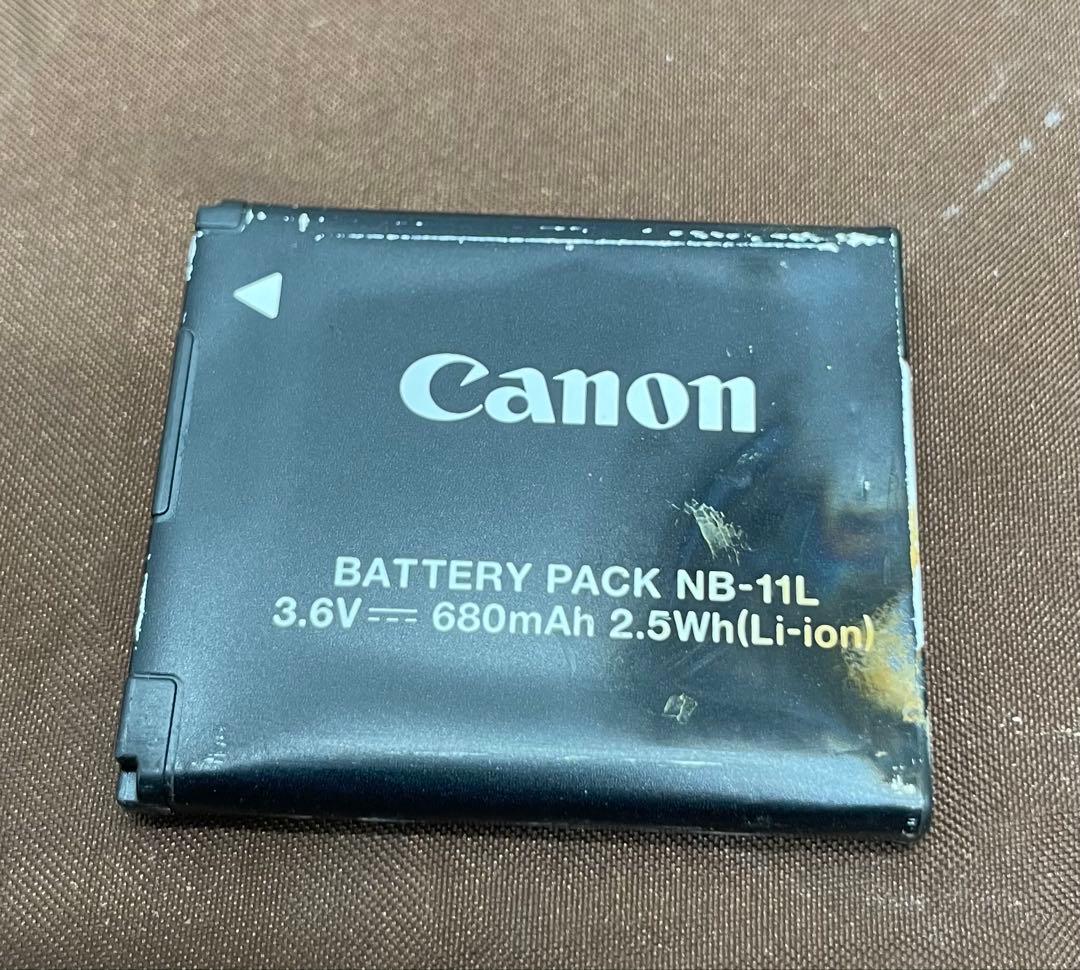 Canon
BATTERY PACK NB-11L
3.6V⎓ 680mAh 2.5Wh(Li-ion)